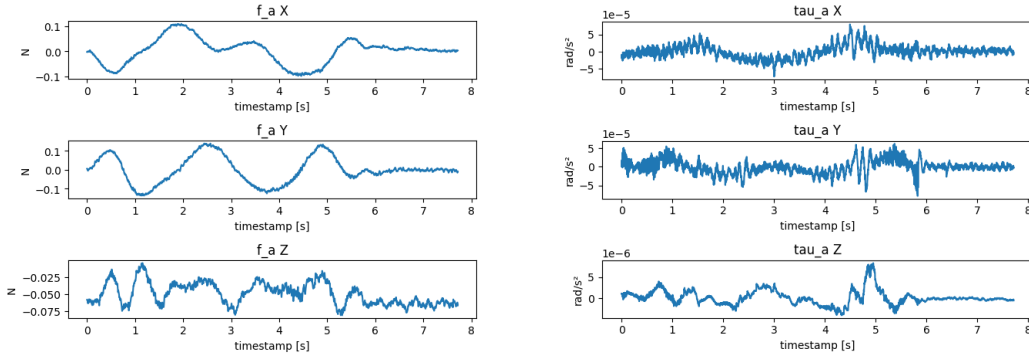 f_a X
0.1
0.0
−0.1
N
0 1 2 3 4 5 6 7 8
timestamp [s]
tau_a X
1e−5
5
0
−5
rad/s²
0 1 2 3 4 5 6 7 8
timestamp [s]
f_a Y
0.1
0.0
−0.1
N
0 1 2 3 4 5 6 7 8
timestamp [s]
tau_a Y
1e−5
5
0
−5
rad/s²
0 1 2 3 4 5 6 7 8
timestamp [s]
f_a Z
−0.025
−0.050
−0.075
N
0 1 2 3 4 5 6 7 8
timestamp [s]
tau_a Z
1e−6
5
0
rad/s²
0 1 2 3 4 5 6 7 8
timestamp [s]